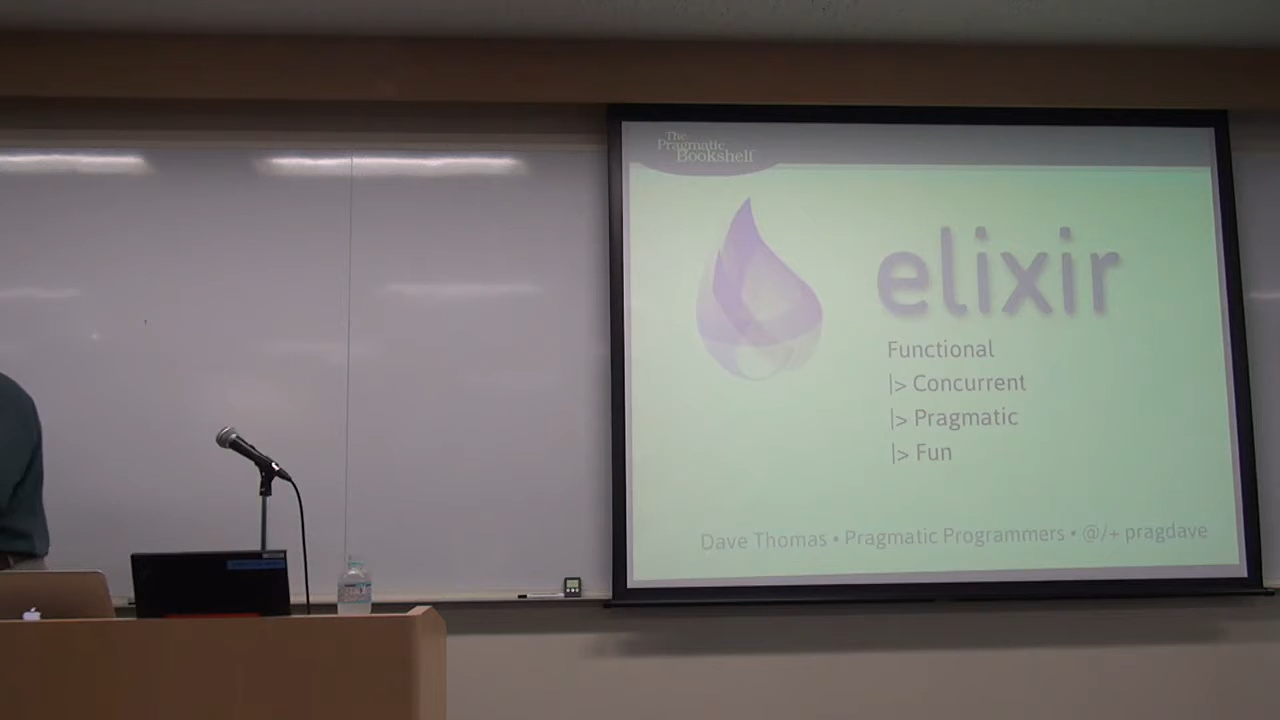 The
Pragmatic
Bookshelf
elixir
Functional
|> Concurrent
|> Pragmatic
|> Fun
Dave Thomas • Pragmatic Programmers • @/+ pragdave